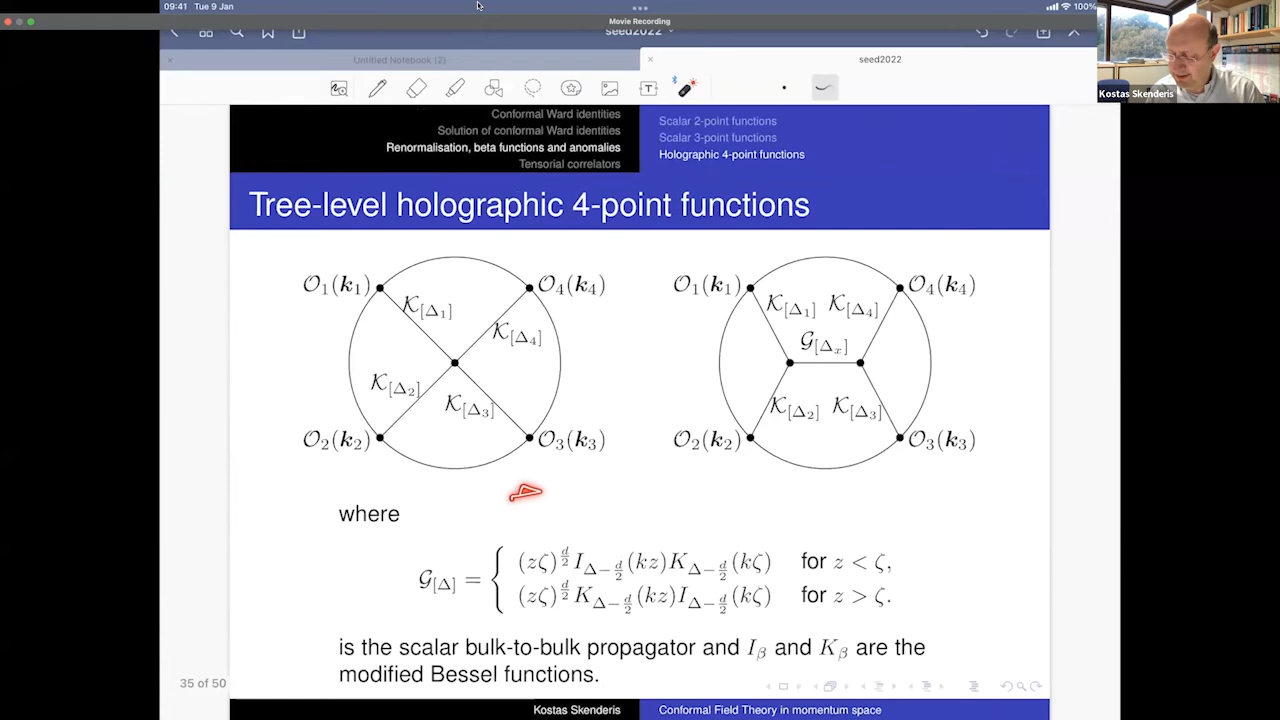 09:41 Tue 9 Jan
100%
Movie Recording
seed2022
Untitled Notebook (2)
seed2022
Kostas Skenderis
Conformal Ward identities
Solution of conformal Ward identities
Renormalisation, beta functions and anomalies
Tensorial correlators
Scalar 2-point functions
Scalar 3-point functions
Holographic 4-point functions
Tree-level holographic 4-point functions
𝒪₁(𝒌₁) 𝒦[Δ₁] 𝒪₄(𝒌₄) 𝒦[Δ₄]
𝒦[Δ₂] 𝒦[Δ₃]
𝒪₂(𝒌₂) 𝒪₃(𝒌₃)
𝒪₁(𝒌₁) 𝒦[Δ₁] 𝒦[Δ₄] 𝒪₄(𝒌₄)
𝒢[Δₓ]
𝒪₂(𝒌₂) 𝒦[Δ₂] 𝒦[Δ₃] 𝒪₃(𝒌₃)
where
𝒢[Δ] = { (zζ)^{d/2} I_{Δ−d/2}(kz) K_{Δ−d/2}(kζ) for z < ζ,
(zζ)^{d/2} K_{Δ−d/2}(kz) I_{Δ−d/2}(kζ) for z > ζ.
is the scalar bulk-to-bulk propagator and I_β and K_β are the
modified Bessel functions.
35 of 50
Kostas Skenderis
Conformal Field Theory in momentum space